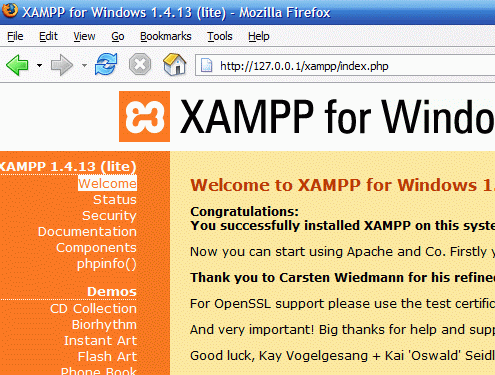 XAMPP for Windows 1.4.13 (lite) - Mozilla Firefox
File Edit View Go Bookmarks Tools Help
http://127.0.0.1/xampp/index.php
XAMPP for Windo
XAMPP 1.4.13 (lite)
Welcome
Status
Security
Documentation
Components
phpinfo()
Demos
CD Collection
Biorhythm
Instant Art
Flash Art
Phone Book
Welcome to XAMPP for Windows 1.
Congratulations:
You successfully installed XAMPP on this syste
Now you can start using Apache and Co. Firstly y
Thank you to Carsten Wiedmann for his refine
For OpenSSL support please use the test certific
And very important! Big thanks for help and supp
Good luck, Kay Vogelgesang + Kai 'Oswald' Seidl